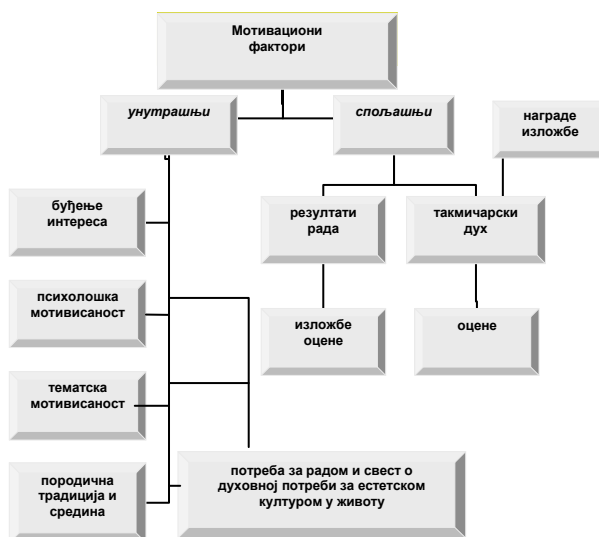 Мотивациони
фактори
унутрашњи
спољашњи
награде
изложбе
буђење
интереса
резултати
рада
такмичарски
дух
психолошка
мотивисаност
изложбе
оцене
оцене
тематска
мотивисаност
породична
традиција и
средина
потреба за радом и свест о
духовној потреби за естетском
културом у животу